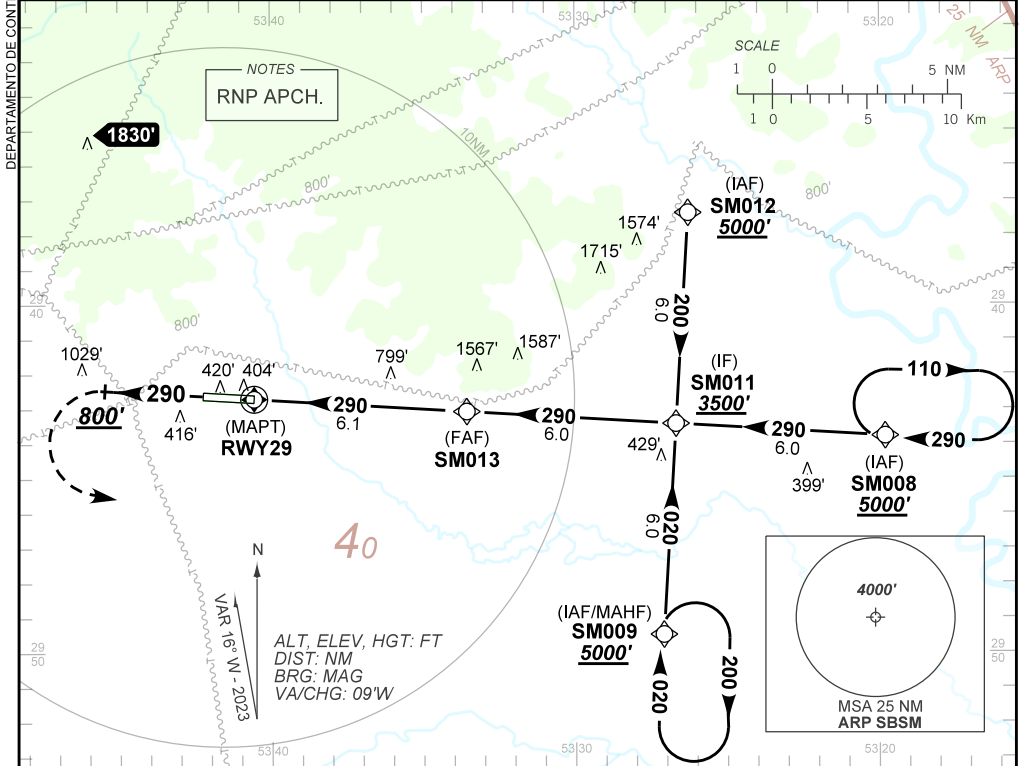 DEPARTAMENTO DE CONT
53 40
53 30
53 20
25 NM ARP
SCALE
1 0 5 NM
1 0 5 10 Km
NOTES
RNP APCH.
1830'
10NM
800'
(IAF)
SM012
5000'
800'
1574'
1715'
29
40
29
40
200
6.0
800'
1029'
420'
404'
799'
1567'
1587'
(IF)
SM011
3500'
110
290
800'
416'
(MAPT)
RWY29
290
6.1
(FAF)
SM013
290
6.0
429'
290
6.0
399'
290
(IAF)
SM008
5000'
020
6.0
40
N
VAR 16° W - 2023
ALT, ELEV, HGT: FT
DIST: NM
BRG: MAG
VA/CHG: 09'W
(IAF/MAHF)
SM009
5000'
020
200
4000'
MSA 25 NM
ARP SBSM
29
50
29
50
53 40
53 30
53 20